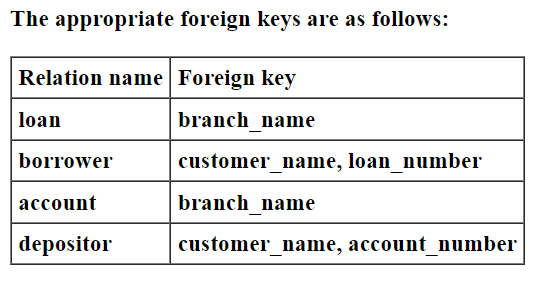 The appropriate foreign keys are as follows:
Relation name Foreign key
loan branch_name
borrower customer_name, loan_number
account branch_name
depositor customer_name, account_number